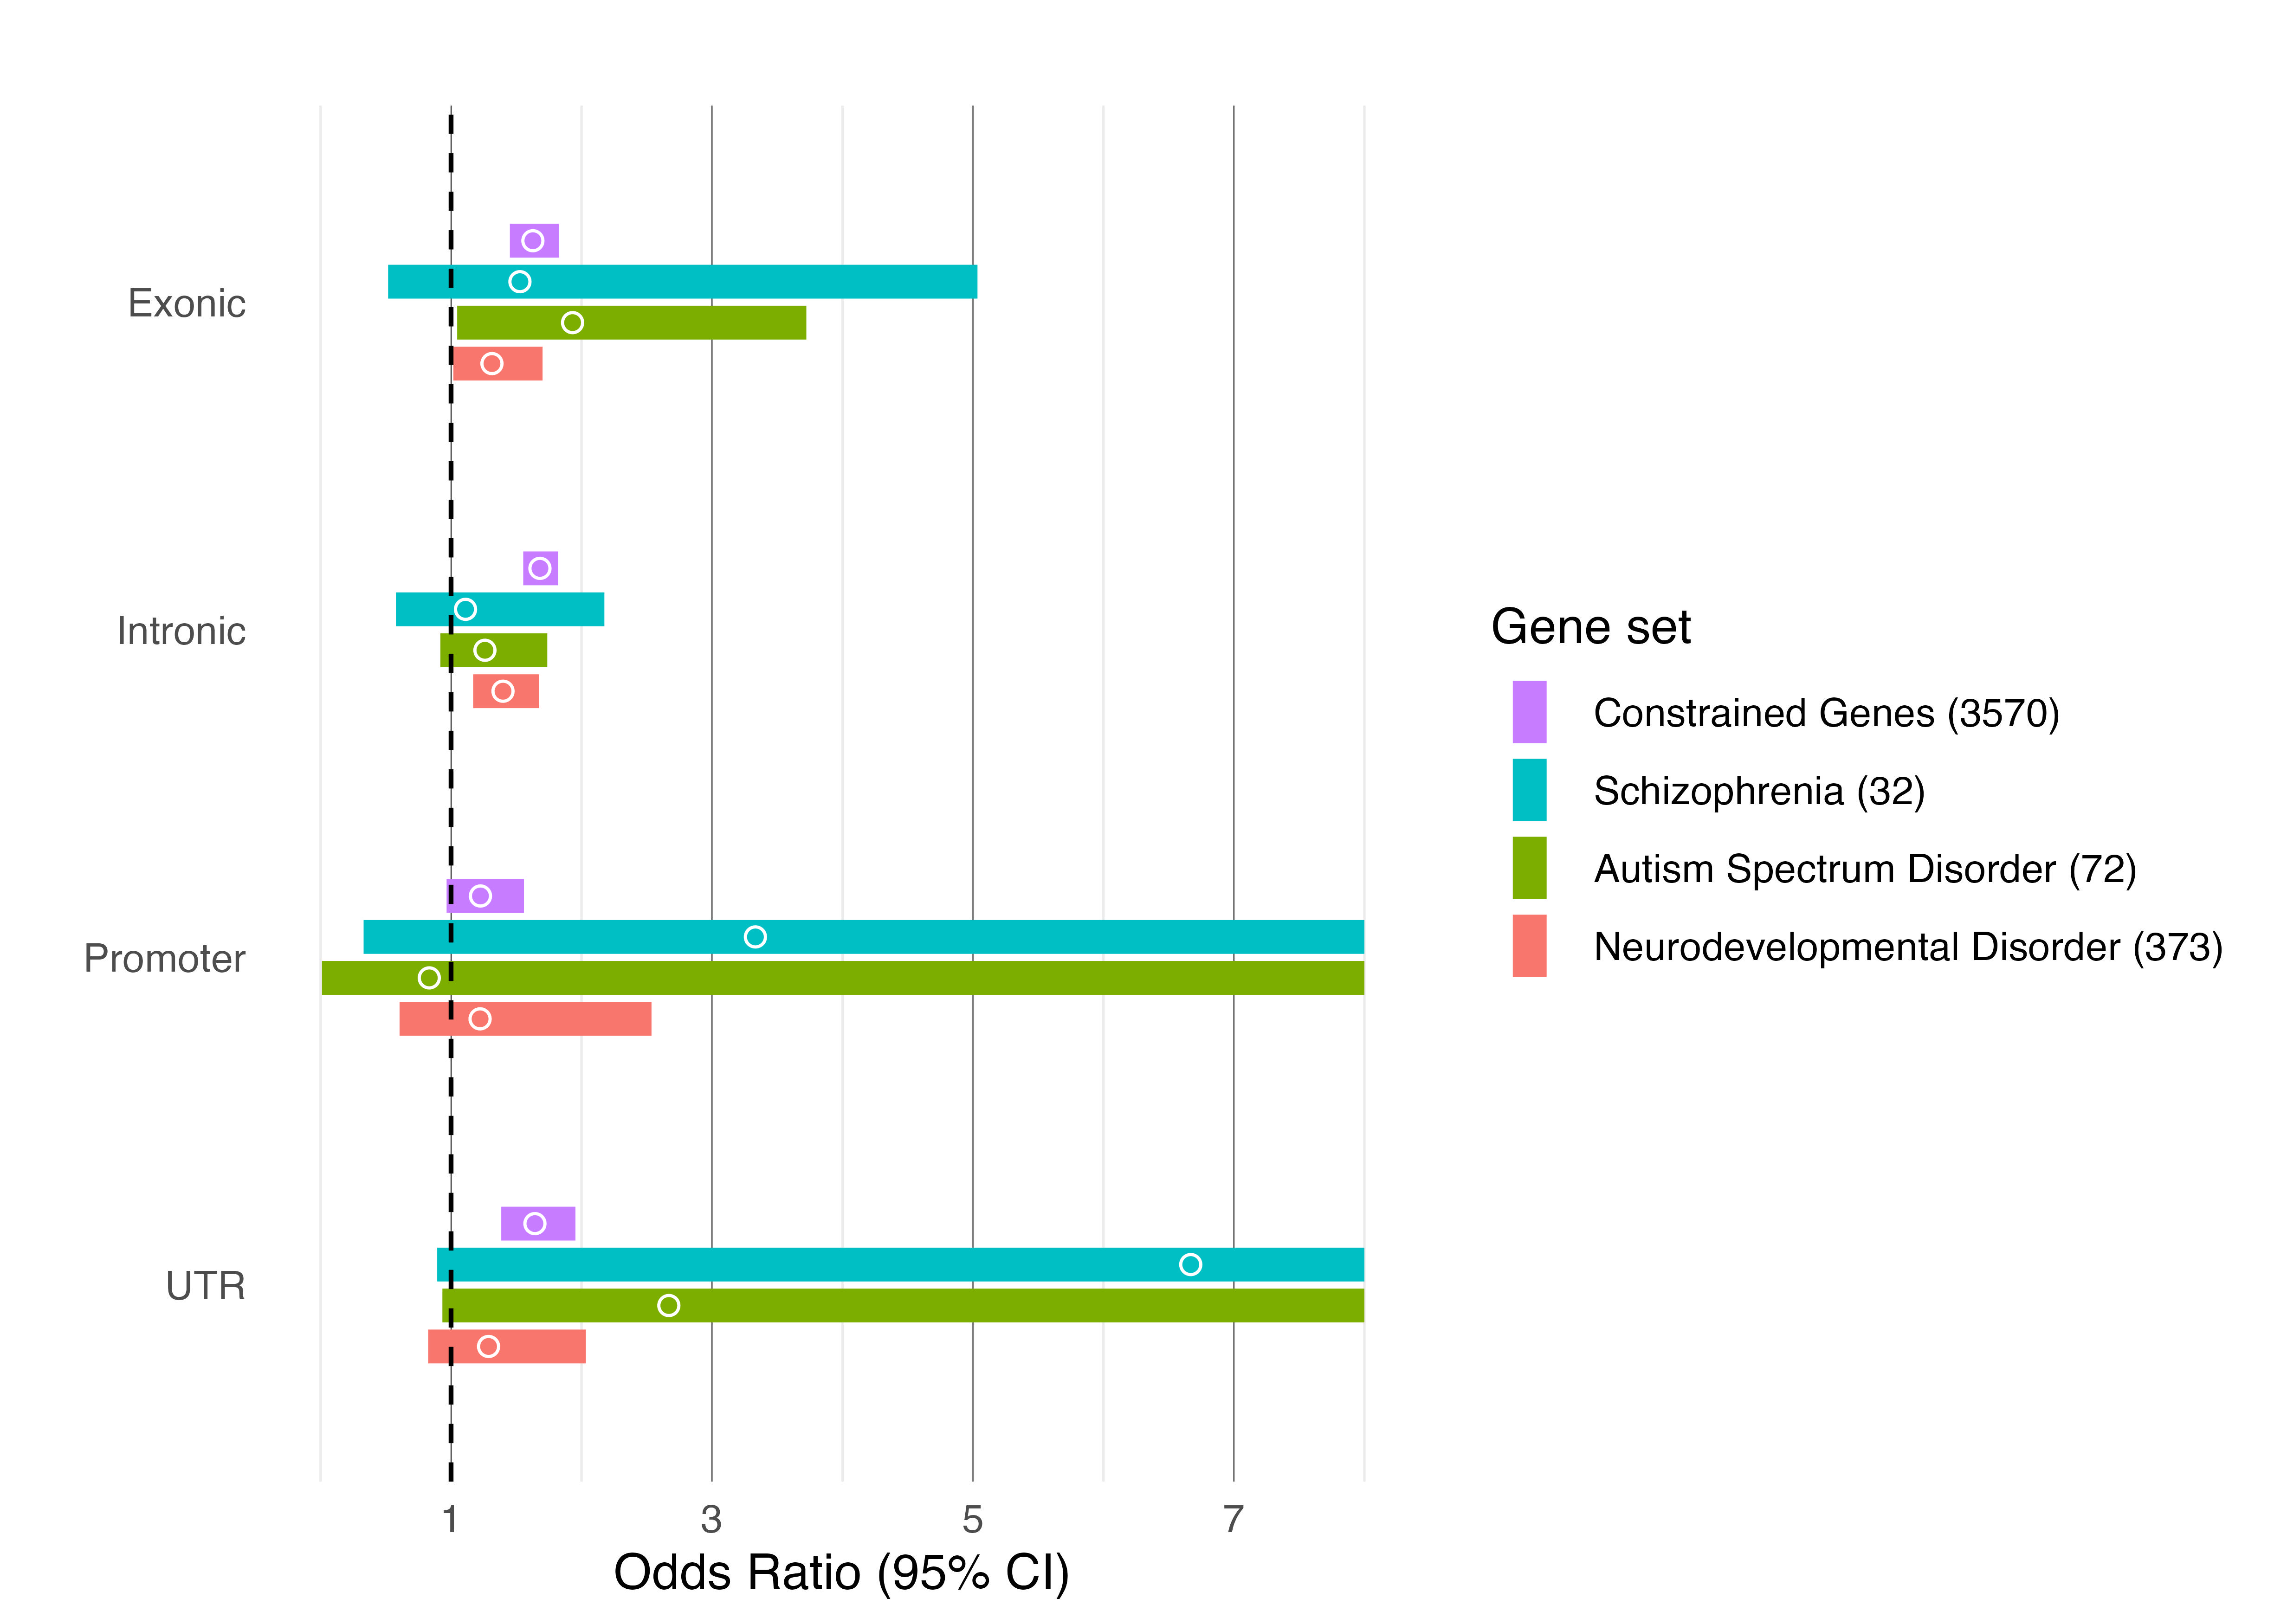 Exonic
Intronic
Promoter
UTR
1
3
5
7
Odds Ratio (95% CI)
Gene set
Constrained Genes (3570)
Schizophrenia (32)
Autism Spectrum Disorder (72)
Neurodevelopmental Disorder (373)